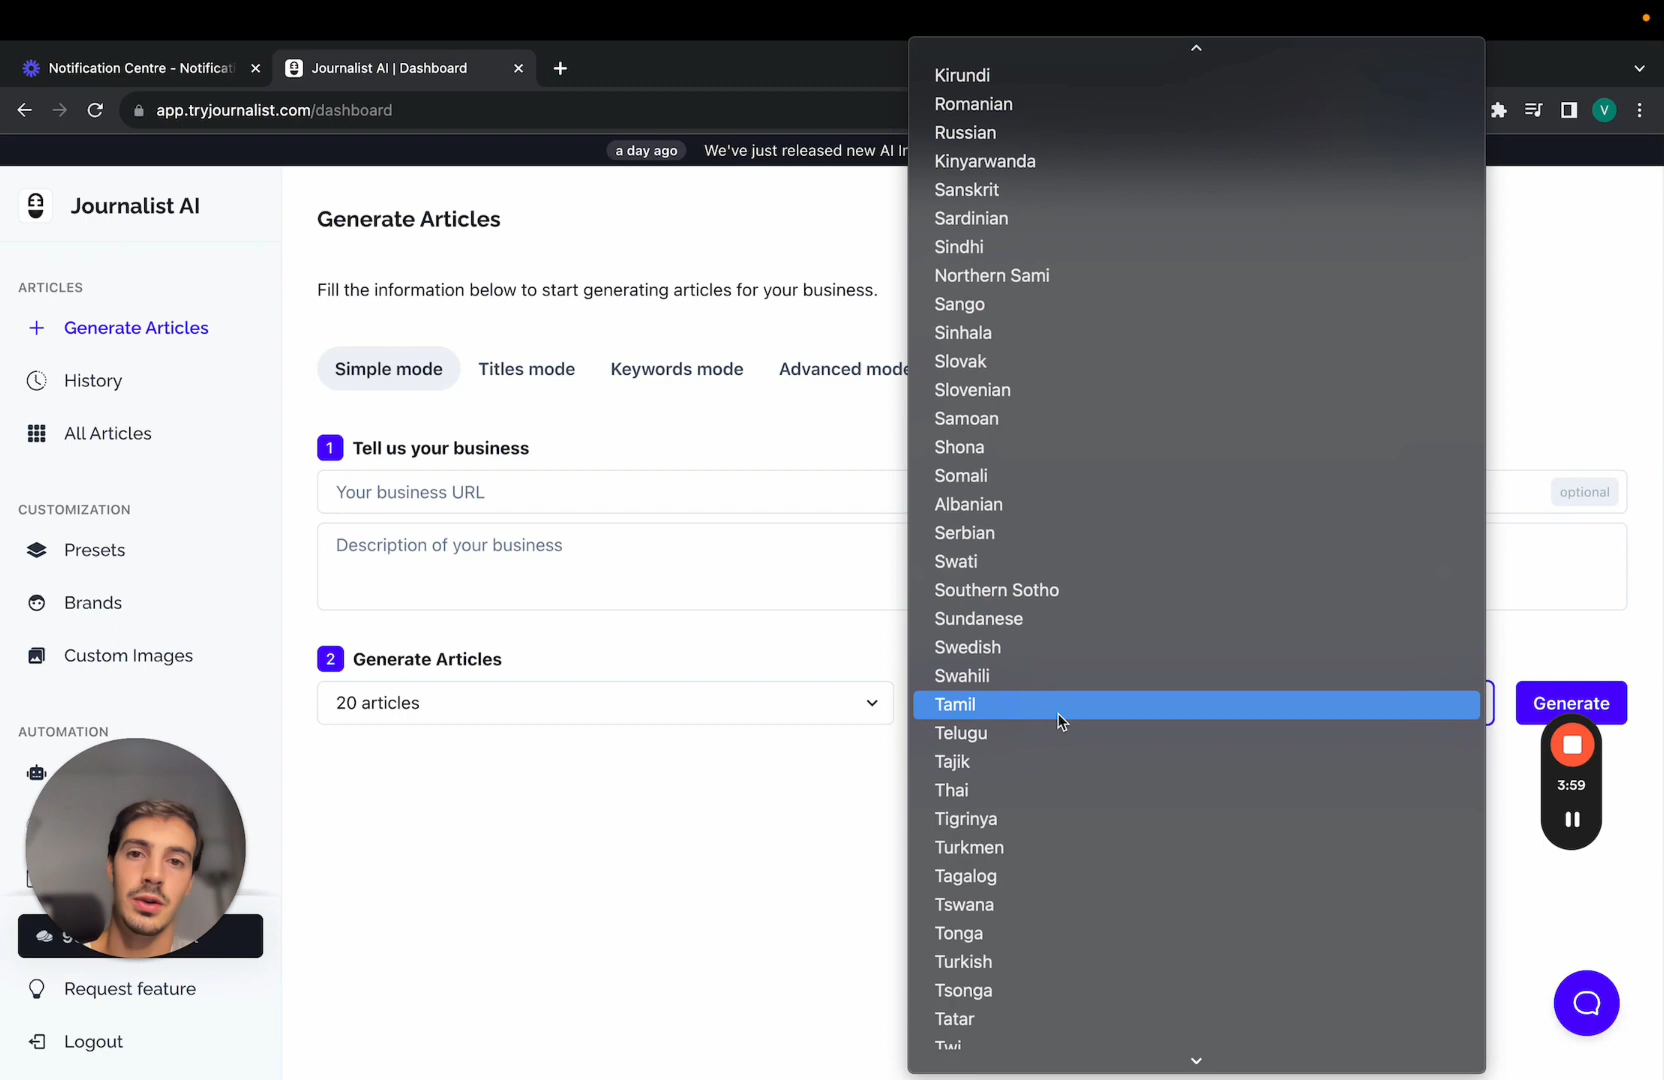 Notification Centre - Notificati
Journalist AI | Dashboard
app.tryjournalist.com/dashboard
V
a day ago
We've just released new AI Ir
Journalist AI
ARTICLES
Generate Articles
History
All Articles
CUSTOMIZATION
Presets
Brands
Custom Images
AUTOMATION
Request feature
Logout
Generate Articles
Fill the information below to start generating articles for your business.
Simple mode
Titles mode
Keywords mode
Advanced mode
1 Tell us your business
Your business URL
optional
Description of your business
2 Generate Articles
20 articles
Generate
3:59
Kirundi
Romanian
Russian
Kinyarwanda
Sanskrit
Sardinian
Sindhi
Northern Sami
Sango
Sinhala
Slovak
Slovenian
Samoan
Shona
Somali
Albanian
Serbian
Swati
Southern Sotho
Sundanese
Swedish
Swahili
Tamil
Telugu
Tajik
Thai
Tigrinya
Turkmen
Tagalog
Tswana
Tonga
Turkish
Tsonga
Tatar
Twi